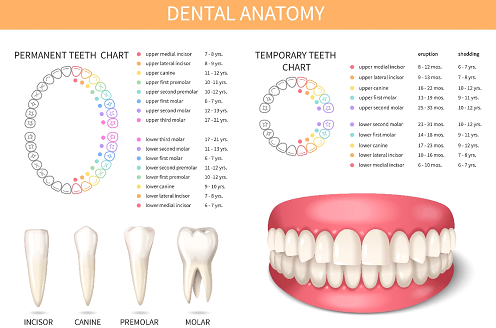 DENTAL ANATOMY
PERMANENT TEETH CHART
upper medial incisor 7 - 8 yrs.
upper lateral incisor 8 - 9 yrs.
upper canine 11 - 12 yrs.
upper first premolar 10 - 11 yrs.
upper second premolar 10 - 12 yrs.
upper first molar 6 - 7 yrs.
upper second molar 12 - 13 yrs.
upper third molar 17 - 21 yrs.
lower third molar 17 - 21 yrs.
lower second molar 11 - 13 yrs.
lower first molar 6 - 7 yrs.
lower second premolar 11 - 12 yrs.
lower first premolar 10 - 12 yrs.
lower canine 9 - 10 yrs.
lower lateral incisor 7 - 8 yrs.
lower medial incisor 6 - 7 yrs.
TEMPORARY TEETH
CHART
eruption shedding
upper medial incisor 8 - 12 mos. 6 - 7 yrs.
upper lateral incisor 9 - 13 mos. 7 - 8 yrs.
upper canine 16 - 22 mos. 10 - 12 yrs.
upper first molar 13 - 19 mos. 9 - 11 yrs.
upper second molar 25 - 33 mos. 10 - 12 yrs.
lower second molar 23 - 31 mos. 10 - 12 yrs.
lower first molar 14 - 18 mos. 9 - 11 yrs.
lower canine 17 - 23 mos. 9 - 12 yrs.
lower lateral incisor 10 - 16 mos. 7 - 8 yrs.
lower medial incisor 6 - 10 mos. 6 - 7 yrs.
INCISOR CANINE PREMOLAR MOLAR